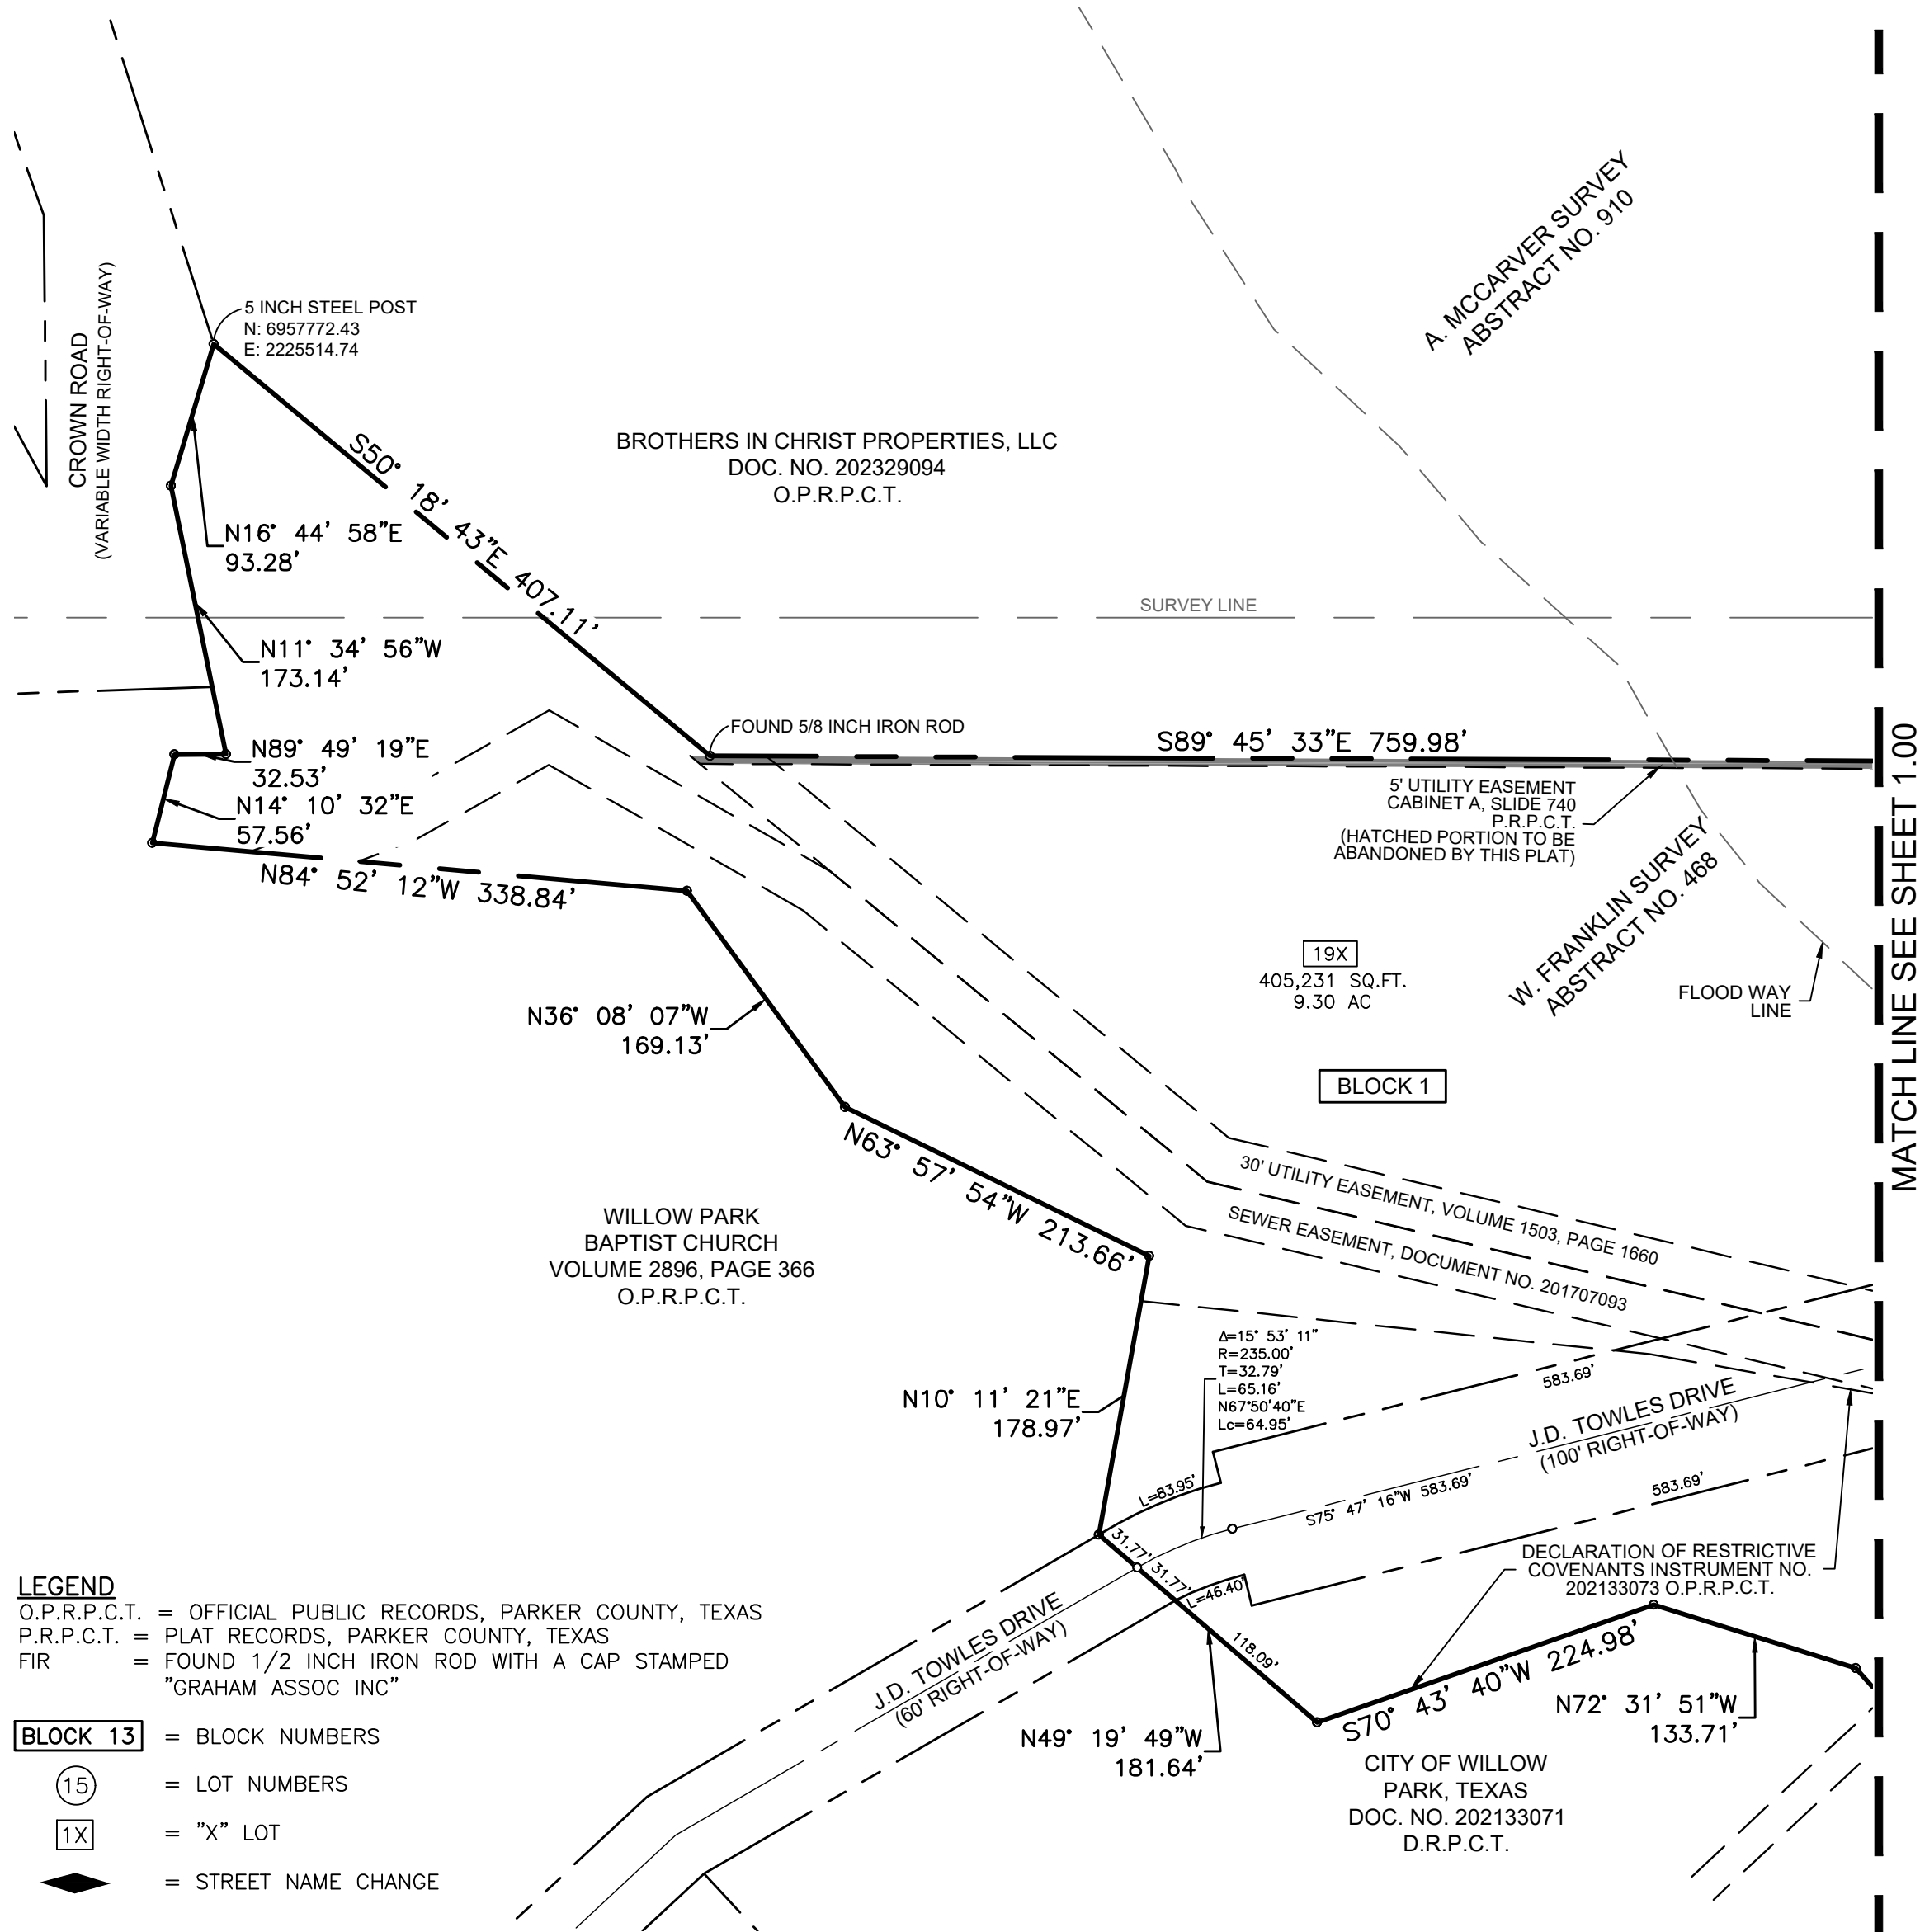 A. MCCARVER SURVEY
ABSTRACT NO. 910
5 INCH STEEL POST
N: 6957772.43
E: 2225514.74
CROWN ROAD
(VARIABLE WIDTH RIGHT-OF-WAY)
BROTHERS IN CHRIST PROPERTIES, LLC
DOC. NO. 202329094
O.P.R.P.C.T.
S50° 18' 43"E 407.11'
N16° 44' 58"E
93.28'
SURVEY LINE
N11° 34' 56"W
173.14'
FOUND 5/8 INCH IRON ROD
S89° 45' 33"E 759.98'
N89° 49' 19"E
32.53'
N14° 10' 32"E
57.56'
N84° 52' 12"W 338.84'
5' UTILITY EASEMENT
CABINET A, SLIDE 740
P.R.P.C.T.
(HATCHED PORTION TO BE
ABANDONED BY THIS PLAT)
MATCH LINE SEE SHEET 1.00
W. FRANKLIN SURVEY
ABSTRACT NO. 468
19X
405,231 SQ.FT.
9.30 AC
FLOOD WAY
LINE
N36° 08' 07"W
169.13'
BLOCK 1
N63° 57' 54"W 213.66'
30' UTILITY EASEMENT, VOLUME 1503, PAGE 1660
SEWER EASEMENT, DOCUMENT NO. 201707093
WILLOW PARK
BAPTIST CHURCH
VOLUME 2896, PAGE 366
O.P.R.P.C.T.
Δ=15° 53' 11"
R=235.00'
T=32.79'
L=65.16'
N67°50'40"E
Lc=64.95'
583.69'
N10° 11' 21"E
178.97'
J.D. TOWLES DRIVE
(100' RIGHT-OF-WAY)
L=83.95'
S75° 47' 16"W 583.69'
583.69'
31.77'
31.77'
L=46.40'
118.09'
DECLARATION OF RESTRICTIVE
COVENANTS INSTRUMENT NO.
202133073 O.P.R.P.C.T.
J.D. TOWLES DRIVE
(60' RIGHT-OF-WAY)
S70° 43' 40"W 224.98'
N72° 31' 51"W
133.71'
N49° 19' 49"W
181.64'
CITY OF WILLOW
PARK, TEXAS
DOC. NO. 202133071
D.R.P.C.T.
LEGEND
O.P.R.P.C.T. = OFFICIAL PUBLIC RECORDS, PARKER COUNTY, TEXAS
P.R.P.C.T. = PLAT RECORDS, PARKER COUNTY, TEXAS
FIR = FOUND 1/2 INCH IRON ROD WITH A CAP STAMPED
"GRAHAM ASSOC INC"
BLOCK 13 = BLOCK NUMBERS
15 = LOT NUMBERS
1X = "X" LOT
= STREET NAME CHANGE